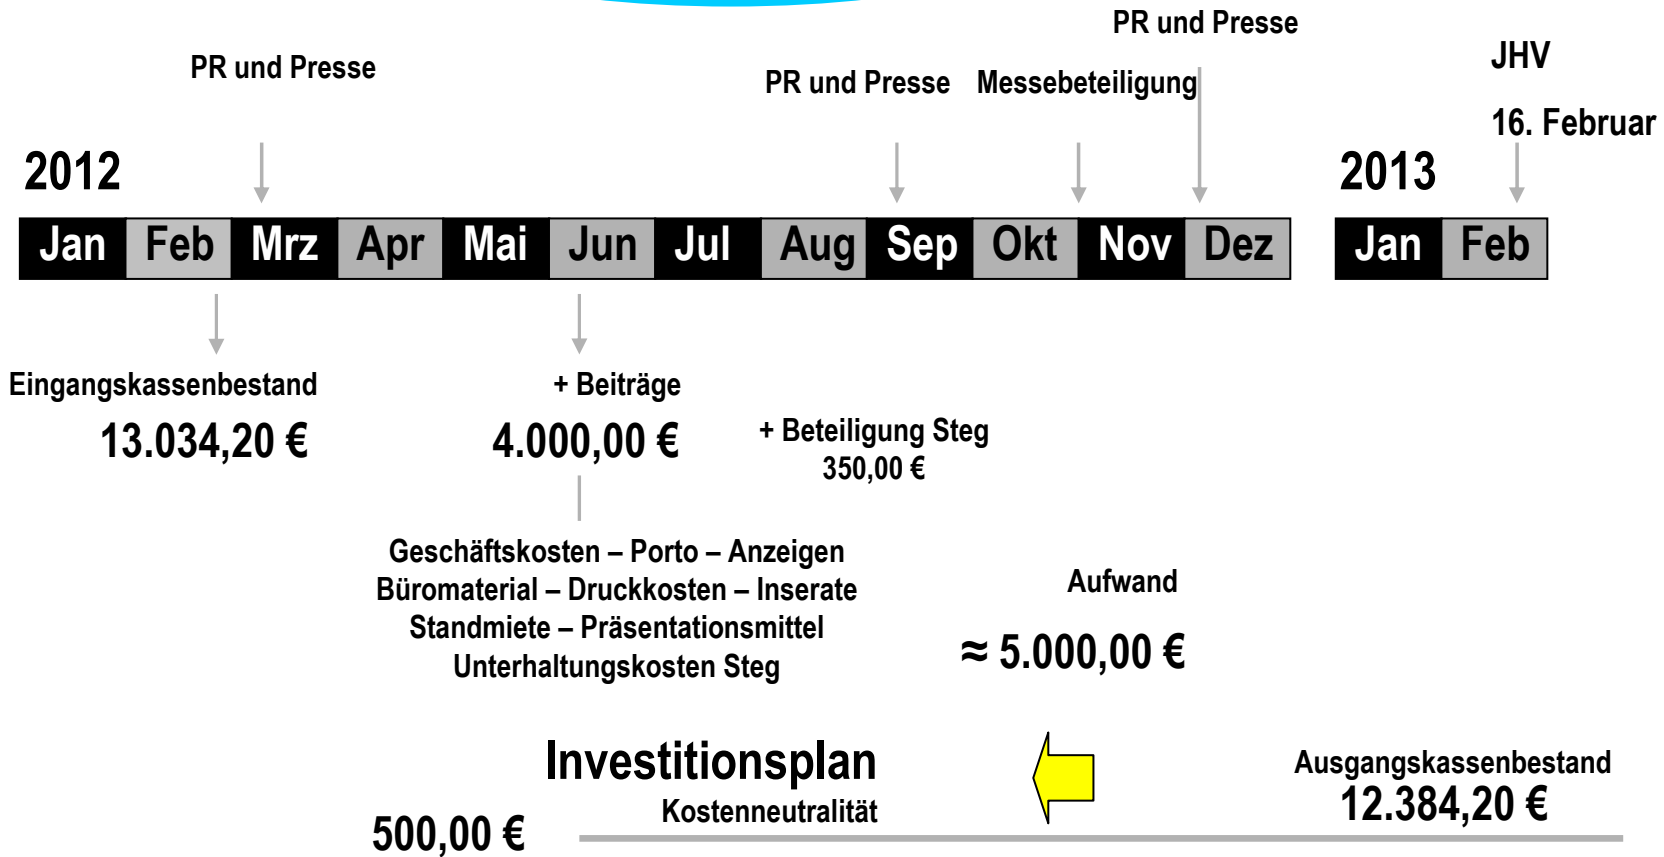 PR und Presse
PR und Presse
PR und Presse
Messebeteiligung
JHV
16. Februar
2012
2013
Jan Feb Mrz Apr Mai Jun Jul Aug Sep Okt Nov Dez Jan Feb
Eingangskassenbestand
13.034,20 €
+ Beiträge
4.000,00 €
+ Beteiligung Steg
350,00 €
Geschäftskosten – Porto – Anzeigen
Büromaterial – Druckkosten – Inserate
Standmiete – Präsentationsmittel
Unterhaltungskosten Steg
Aufwand
≈ 5.000,00 €
Investitionsplan
Kostenneutralität
500,00 €
Ausgangskassenbestand
12.384,20 €